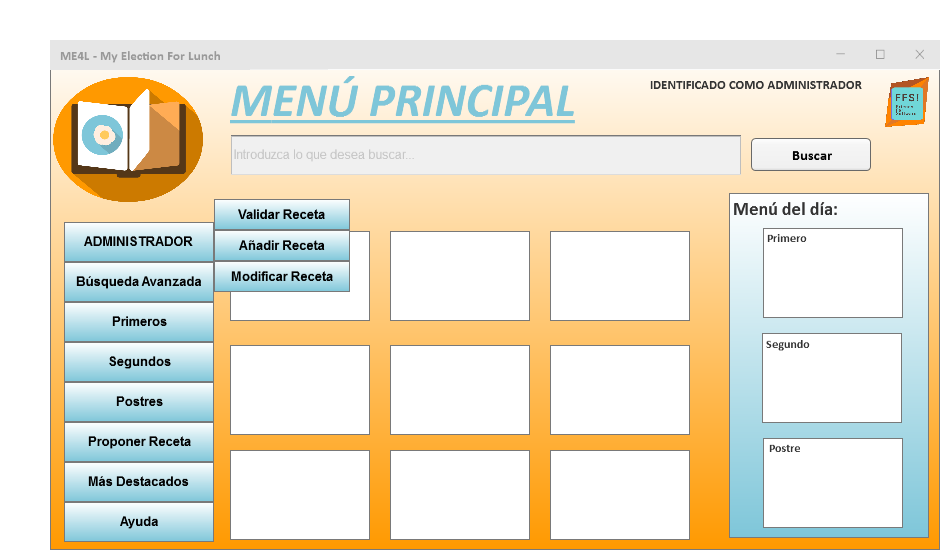 ME4L - My Election For Lunch
MENÚ PRINCIPAL
IDENTIFICADO COMO ADMINISTRADOR
FFSI
Introduzca lo que desea buscar...
Buscar
ADMINISTRADOR
Búsqueda Avanzada
Primeros
Segundos
Postres
Proponer Receta
Más Destacados
Ayuda
Validar Receta
Añadir Receta
Modificar Receta
Menú del día:
Primero
Segundo
Postre